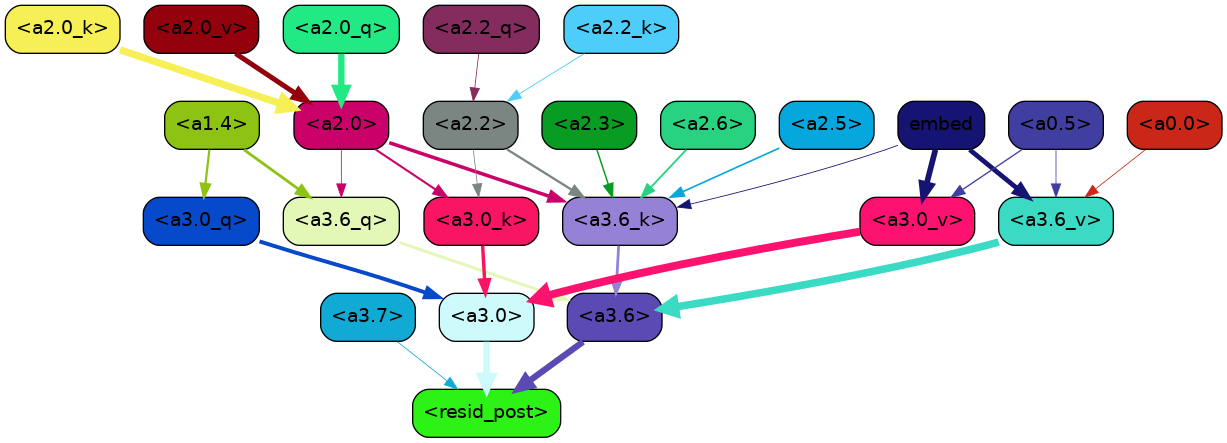 <a2.0_k> <a2.0_v> <a2.0_q> <a2.2_q> <a2.2_k>
<a1.4> <a2.0> <a2.2> <a2.3> <a2.6> <a2.5> embed <a0.5> <a0.0>
<a3.0_q> <a3.6_q> <a3.0_k> <a3.6_k> <a3.0_v> <a3.6_v>
<a3.7> <a3.0> <a3.6>
<resid_post>